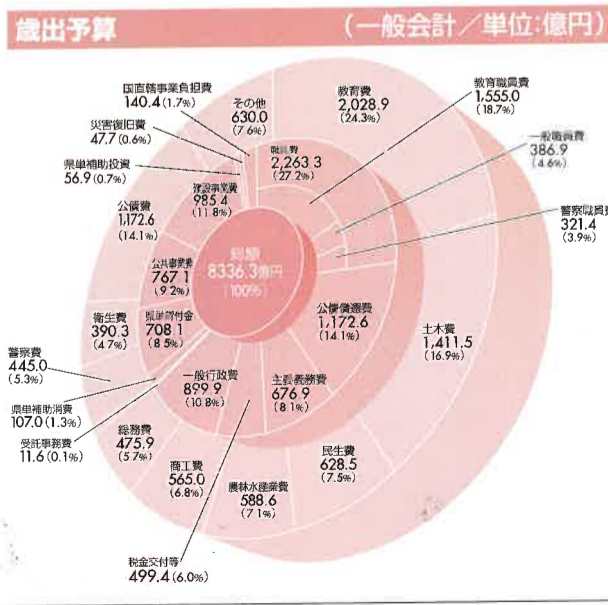 歳出予算
(一般会計／単位:億円)
国直轄事業負担費
140.4(1.7%)
災害復旧費
47.7(0.6%)
県単補助投資
56.9(0.7%)
公債費
1,172.6
(14.1%)
衛生費
390.3
(4.7%)
警察費
445.0
(5.3%)
県単補助消費
107.0(1.3%)
受託事務費
11.6(0.1%)
総務費
475.9
(5.7%)
商工費
565.0
(6.8%)
農林水産業費
588.6
(7.1%)
税金交付等
499.4(6.0%)
民生費
628.5
(7.5%)
土木費
1,411.5
(16.9%)
教育費
2,028.9
(24.3%)
その他
630.0
(7.6%)
教育職員費
1,555.0
(18.7%)
一般職員費
386.9
(4.6%)
警察職員費
321.4
(3.9%)
職員費
2,263.3
(27.2%)
建設事業費
985.4
(11.8%)
公共事業費
767.1
(9.2%)
県単貸付金
708.1
(8.5%)
一般行政費
899.9
(10.8%)
主要義務費
676.9
(8.1%)
公債償還費
1,172.6
(14.1%)
総額
8336.3億円
(100%)